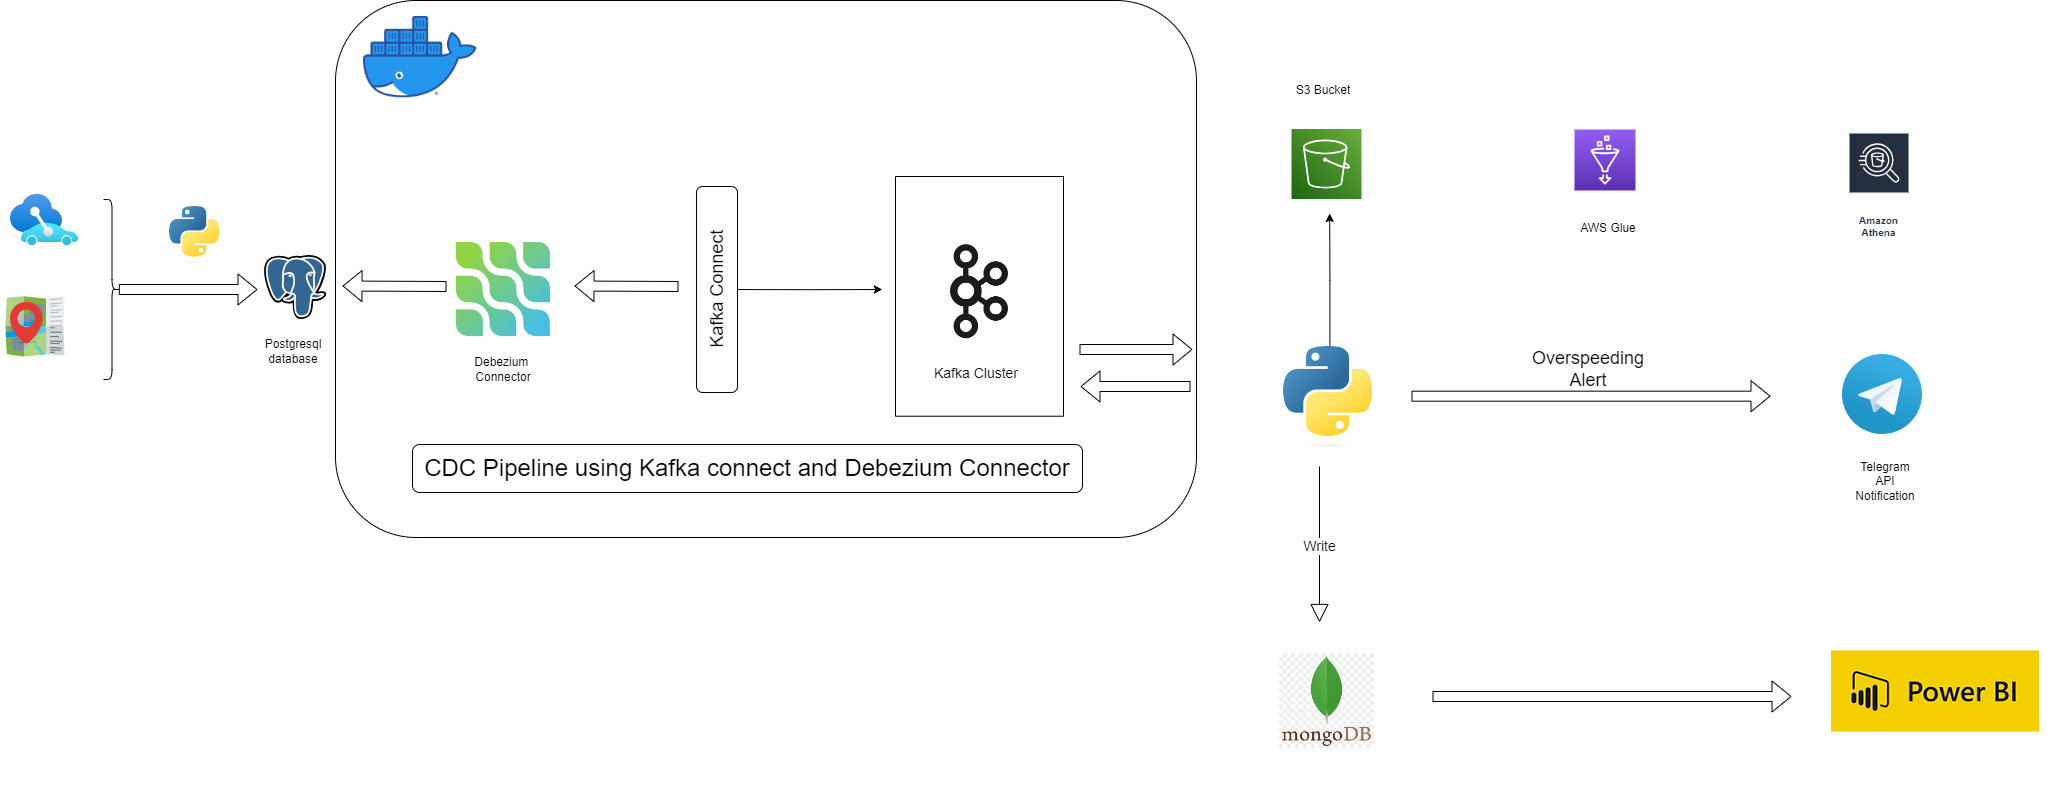 S3 Bucket
AWS Glue
Amazon
Athena
Postgresql
database
Debezium
Connector
Kafka Connect
Kafka Cluster
CDC Pipeline using Kafka connect and Debezium Connector
Overspeeding
Alert
Telegram
API
Notification
Write
mongoDB
Power BI